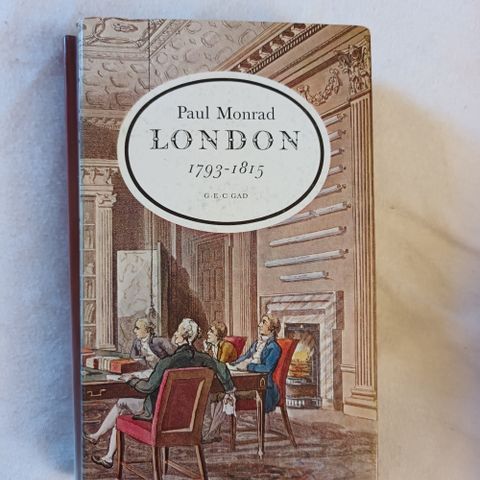 Paul Monrad
LONDON
1793-1815
G·E·C GAD